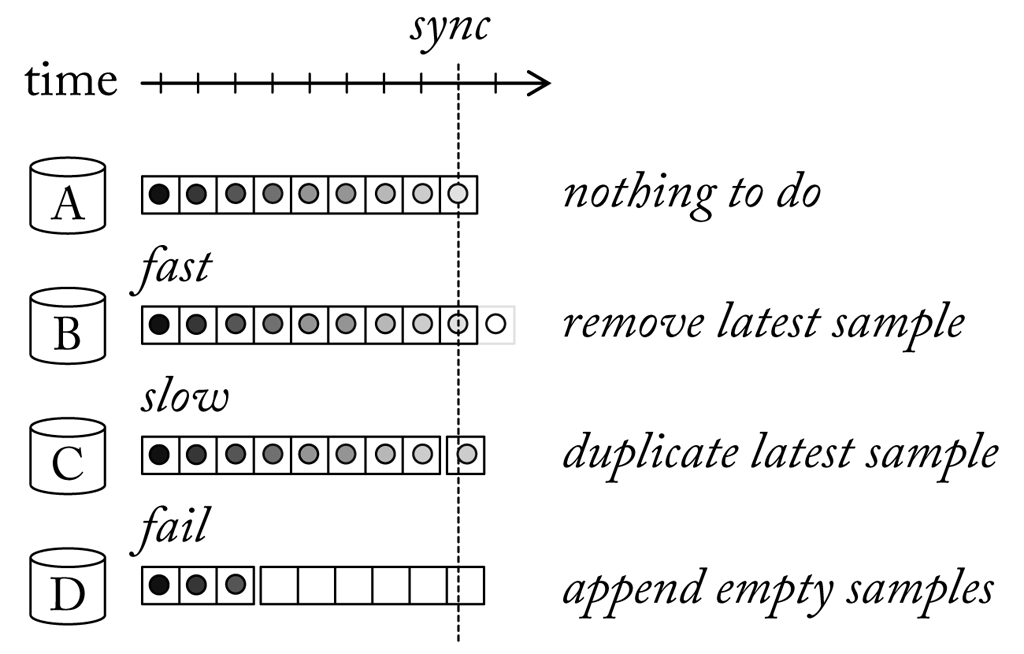 sync
time
A nothing to do
fast
B remove latest sample
slow
C duplicate latest sample
fail
D append empty samples